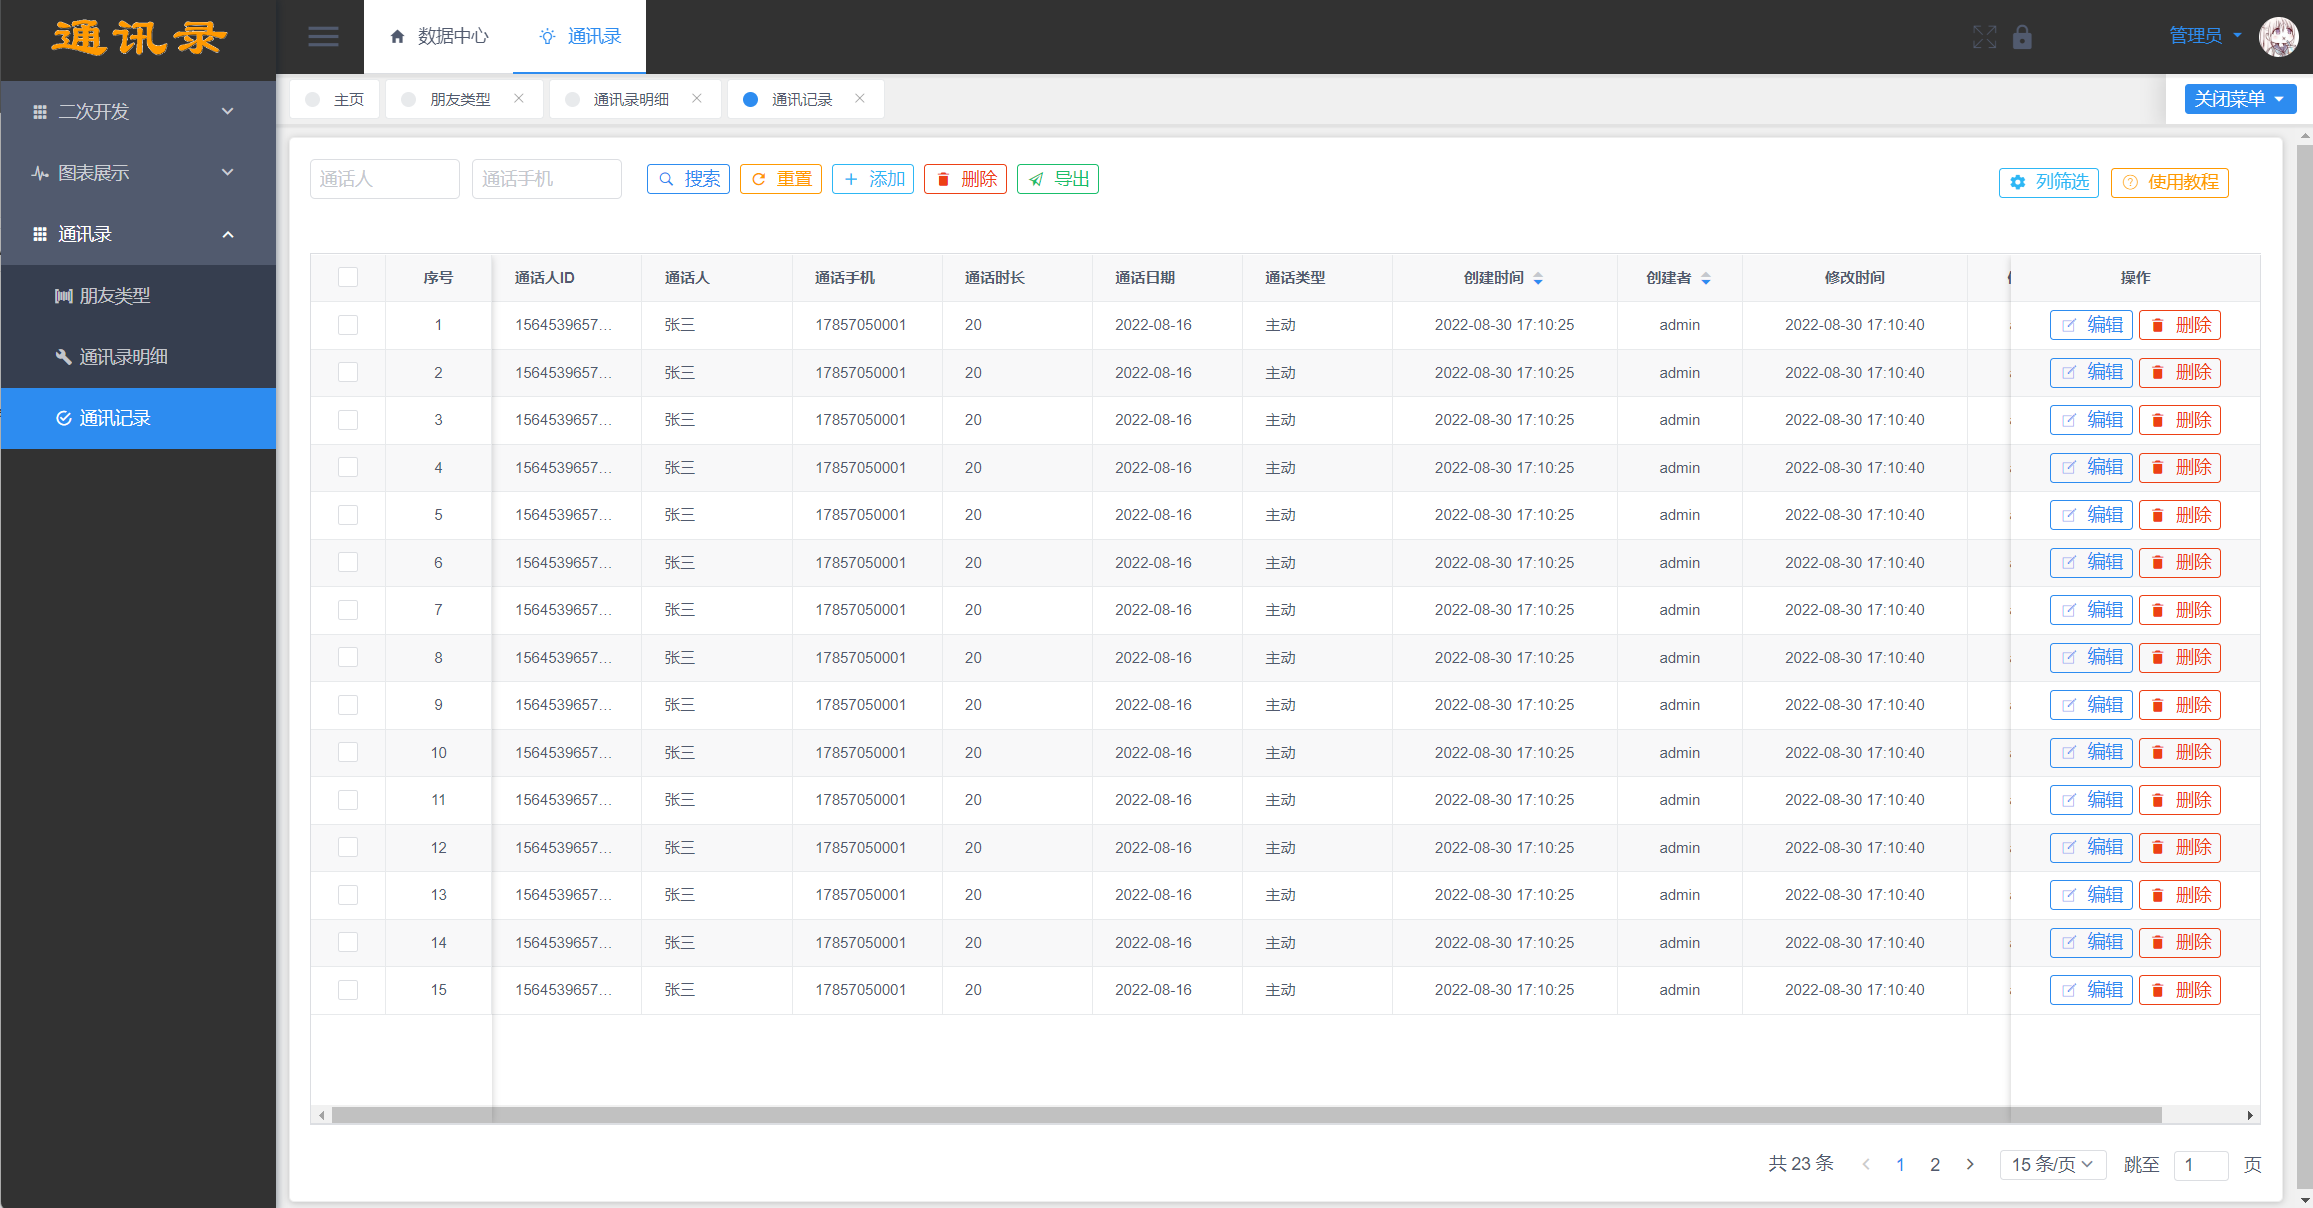 通讯录
数据中心
通讯录
管理员
主页
朋友类型
通讯录明细
通讯记录
关闭菜单
二次开发
图表展示
通讯录
朋友类型
通讯录明细
通讯记录
通话人
通话手机
搜索
重置
添加
删除
导出
列筛选
使用教程
序号 通话人ID 通话人 通话手机 通话时长 通话日期 通话类型 创建时间 创建者 修改时间 操作
1 1564539657... 张三 17857050001 20 2022-08-16 主动 2022-08-30 17:10:25 admin 2022-08-30 17:10:40 编辑 删除
2 1564539657... 张三 17857050001 20 2022-08-16 主动 2022-08-30 17:10:25 admin 2022-08-30 17:10:40 编辑 删除
3 1564539657... 张三 17857050001 20 2022-08-16 主动 2022-08-30 17:10:25 admin 2022-08-30 17:10:40 编辑 删除
4 1564539657... 张三 17857050001 20 2022-08-16 主动 2022-08-30 17:10:25 admin 2022-08-30 17:10:40 编辑 删除
5 1564539657... 张三 17857050001 20 2022-08-16 主动 2022-08-30 17:10:25 admin 2022-08-30 17:10:40 编辑 删除
6 1564539657... 张三 17857050001 20 2022-08-16 主动 2022-08-30 17:10:25 admin 2022-08-30 17:10:40 编辑 删除
7 1564539657... 张三 17857050001 20 2022-08-16 主动 2022-08-30 17:10:25 admin 2022-08-30 17:10:40 编辑 删除
8 1564539657... 张三 17857050001 20 2022-08-16 主动 2022-08-30 17:10:25 admin 2022-08-30 17:10:40 编辑 删除
9 1564539657... 张三 17857050001 20 2022-08-16 主动 2022-08-30 17:10:25 admin 2022-08-30 17:10:40 编辑 删除
10 1564539657... 张三 17857050001 20 2022-08-16 主动 2022-08-30 17:10:25 admin 2022-08-30 17:10:40 编辑 删除
11 1564539657... 张三 17857050001 20 2022-08-16 主动 2022-08-30 17:10:25 admin 2022-08-30 17:10:40 编辑 删除
12 1564539657... 张三 17857050001 20 2022-08-16 主动 2022-08-30 17:10:25 admin 2022-08-30 17:10:40 编辑 删除
13 1564539657... 张三 17857050001 20 2022-08-16 主动 2022-08-30 17:10:25 admin 2022-08-30 17:10:40 编辑 删除
14 1564539657... 张三 17857050001 20 2022-08-16 主动 2022-08-30 17:10:25 admin 2022-08-30 17:10:40 编辑 删除
15 1564539657... 张三 17857050001 20 2022-08-16 主动 2022-08-30 17:10:25 admin 2022-08-30 17:10:40 编辑 删除
共 23 条 1 2 15 条/页 跳至 1 页